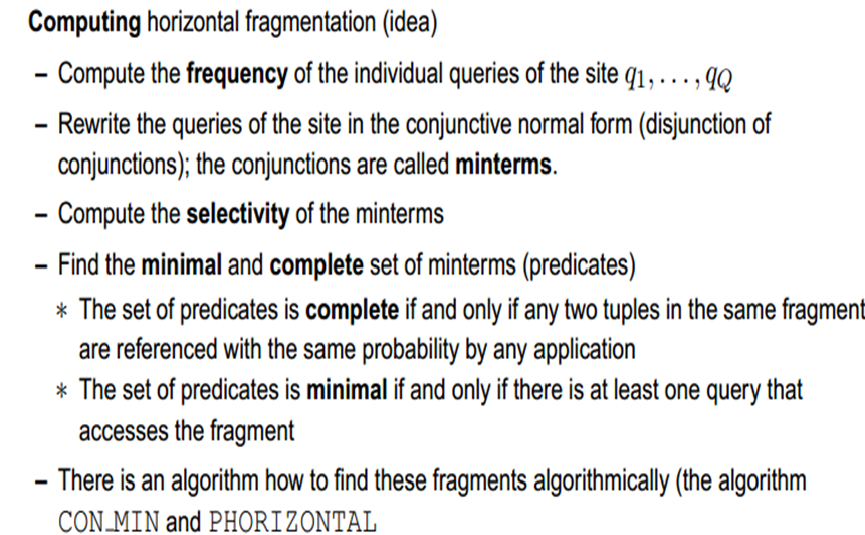 Computing horizontal fragmentation (idea)
– Compute the frequency of the individual queries of the site q1, . . . , qQ
– Rewrite the queries of the site in the conjunctive normal form (disjunction of
conjunctions); the conjunctions are called minterms.
– Compute the selectivity of the minterms
– Find the minimal and complete set of minterms (predicates)
∗ The set of predicates is complete if and only if any two tuples in the same fragment
are referenced with the same probability by any application
∗ The set of predicates is minimal if and only if there is at least one query that
accesses the fragment
– There is an algorithm how to find these fragments algorithmically (the algorithm
CON_MIN and PHORIZONTAL